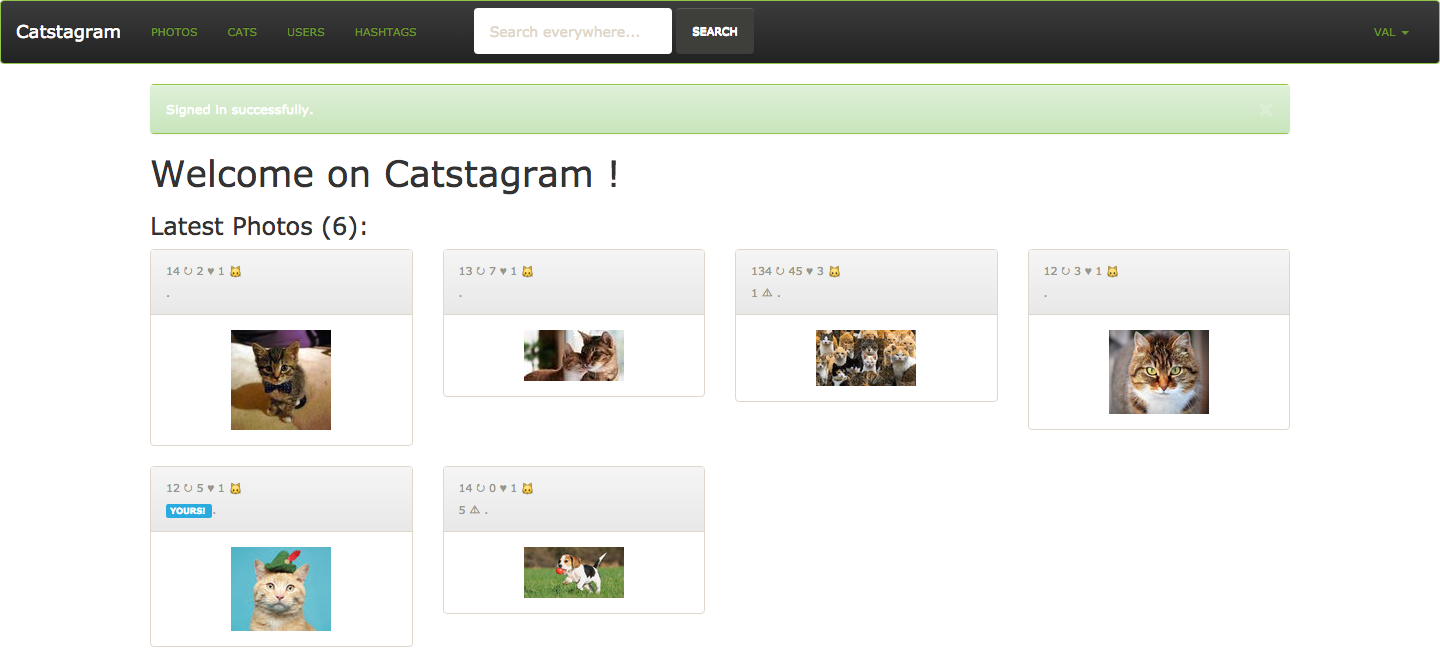 Catstagram PHOTOS CATS USERS HASHTAGS Search everywhere... SEARCH VAL
Signed in successfully. ×
Welcome on Catstagram !
Latest Photos (6):
14 ↻ 2 ♥ 1 🐱
.
13 ↻ 7 ♥ 1 🐱
.
134 ↻ 45 ♥ 3 🐱
1 ⚠ .
12 ↻ 3 ♥ 1 🐱
.
12 ↻ 5 ♥ 1 🐱
YOURS! .
14 ↻ 0 ♥ 1 🐱
5 ⚠ .